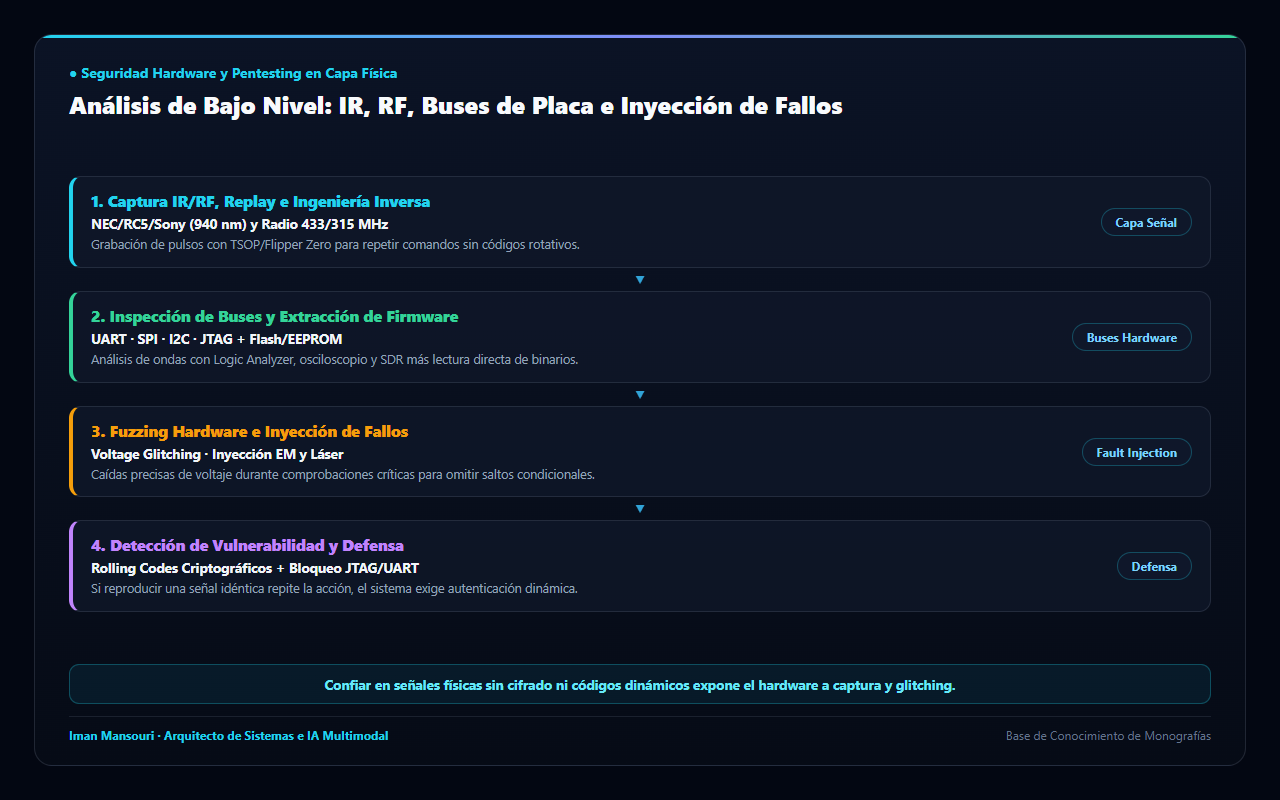 ● Seguridad Hardware y Pentesting en Capa Física
Análisis de Bajo Nivel: IR, RF, Buses de Placa e Inyección de Fallos
1. Captura IR/RF, Replay e Ingeniería Inversa
NEC/RC5/Sony (940 nm) y Radio 433/315 MHz
Grabación de pulsos con TSOP/Flipper Zero para repetir comandos sin códigos rotativos.
Capa Señal
▼
2. Inspección de Buses y Extracción de Firmware
UART · SPI · I2C · JTAG + Flash/EEPROM
Análisis de ondas con Logic Analyzer, osciloscopio y SDR más lectura directa de binarios.
Buses Hardware
▼
3. Fuzzing Hardware e Inyección de Fallos
Voltage Glitching · Inyección EM y Láser
Caídas precisas de voltaje durante comprobaciones críticas para omitir saltos condicionales.
Fault Injection
▼
4. Detección de Vulnerabilidad y Defensa
Rolling Codes Criptográficos + Bloqueo JTAG/UART
Si reproducir una señal idéntica repite la acción, el sistema exige autenticación dinámica.
Defensa
Confiar en señales físicas sin cifrado ni códigos dinámicos expone el hardware a captura y glitching.
Iman Mansouri · Arquitecto de Sistemas e IA Multimodal
Base de Conocimiento de Monografías